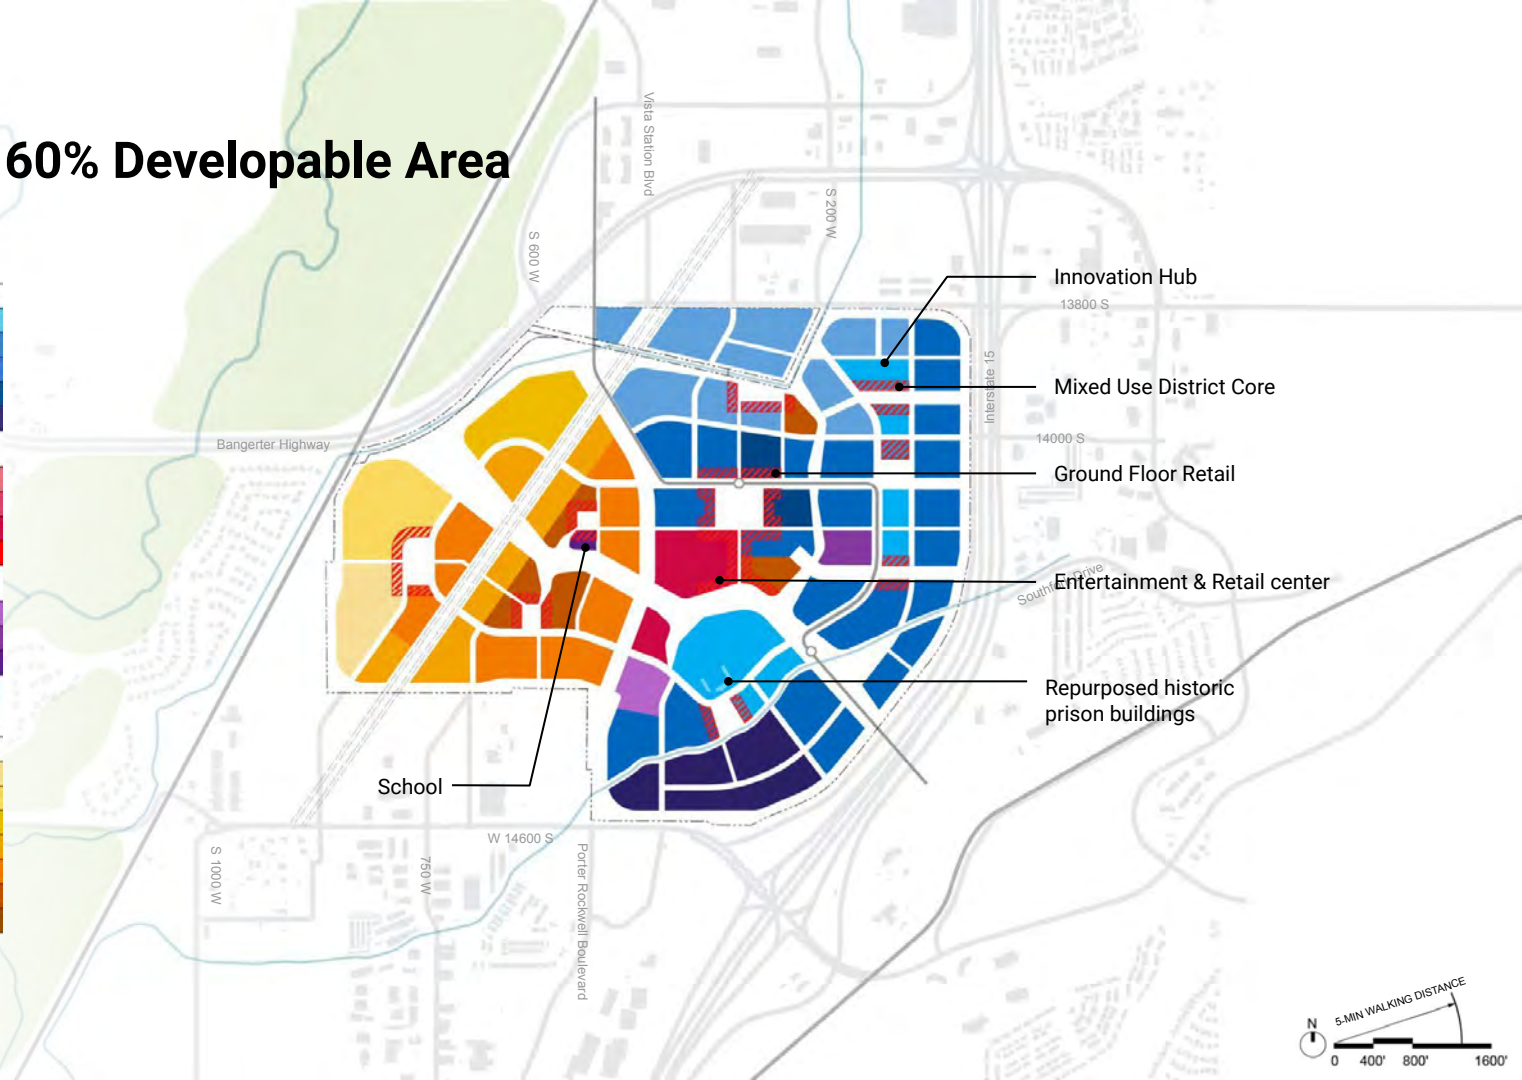 Vista Station Blvd
60% Developable Area
S 200 W
S 600 W
Innovation Hub
13800 S
Interstate 15
Mixed Use District Core
14000 S
Bangerter Highway
Ground Floor Retail
Southfork Drive
Entertainment & Retail center
Repurposed historic
prison buildings
School
W 14600 S
S 1000 W
750 W
Porter Rockwell Boulevard
5-MIN WALKING DISTANCE
N
0 400' 800' 1600'